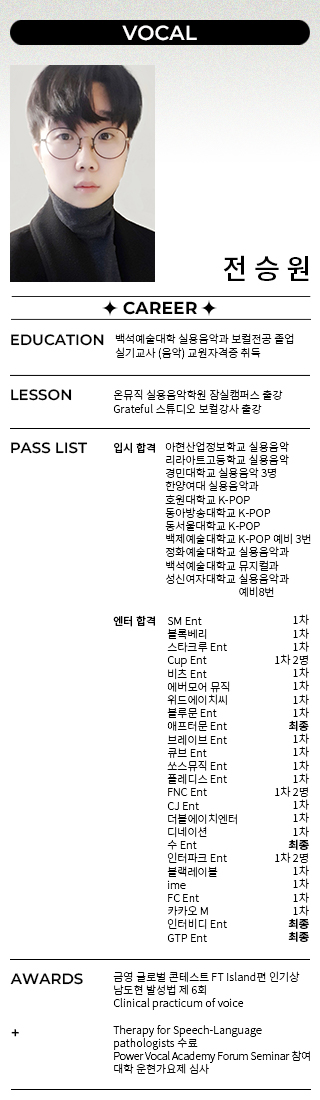 VOCAL
전 승 원
✦ CAREER ✦
EDUCATION 백석예술대학 실용음악과 보컬전공 졸업
실기교사 (음악) 교원자격증 취득
LESSON 온뮤직 실용음악학원 잠실캠퍼스 출강
Grateful 스튜디오 보컬강사 출강
PASS LIST 입시 합격 아현산업정보학교 실용음악
리라아트고등학교 실용음악
경민대학교 실용음악 3명
한양여대 실용음악과
호원대학교 K-POP
동아방송대학교 K-POP
동서울대학교 K-POP
백제예술대학교 K-POP 예비 3번
정화예술대학교 실용음악과
백석예술대학교 뮤지컬과
성신여자대학교 실용음악과
예비8번
엔터 합격 SM Ent 1차
블록베리 1차
스타크루 Ent 1차
Cup Ent 1차 2명
비츠 Ent 1차
에버모어 뮤직 1차
위드에이치씨 1차
볼루문 Ent 1차
애프터문 Ent 최종
브레이브 Ent 1차
큐브 Ent 1차
쏘스뮤직 Ent 1차
플레디스 Ent 1차
FNC Ent 1차 2명
CJ Ent 1차
더블에이치엔터 1차
디네이션 1차
수 Ent 최종
인터파크 Ent 1차 2명
블랙레이블 1차
ime 1차
FC Ent 1차
카카오 M 1차
인터비디 Ent 최종
GTP Ent 최종
AWARDS 금영 글로벌 콘테스트 FT Island편 인기상
남도현 발성법 제 6회
Clinical practicum of voice
+ Therapy for Speech-Language
pathologists 수료
Power Vocal Academy Forum Seminar 참여
대학 운현가요제 심사